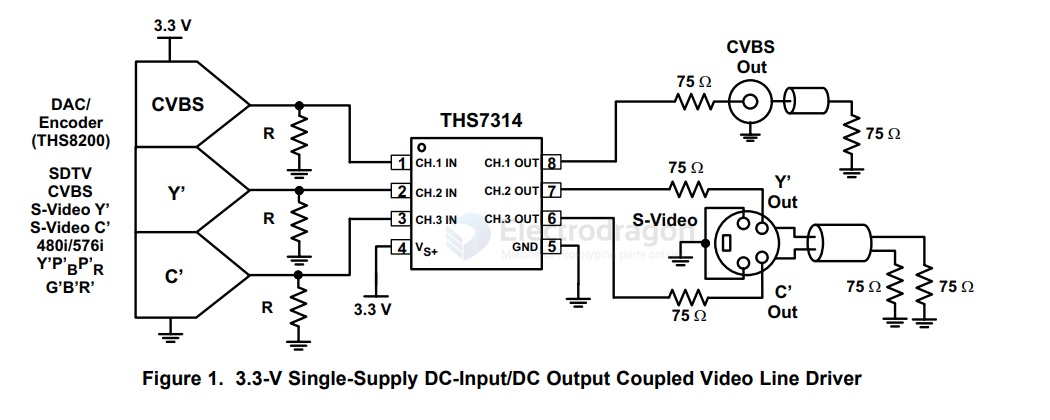 3.3 V
DAC/
Encoder
(THS8200)
SDTV
CVBS
S-Video Y'
S-Video C'
480i/576i
Y'P'BP'R
G'B'R'
CVBS
Y'
C'
R
R
R
THS7314
1 CH.1 IN
2 CH.2 IN
3 CH.3 IN
4 VS+
CH.1 OUT 8
CH.2 OUT 7
CH.3 OUT 6
GND 5
3.3 V
CVBS
Out
75 Ω
75 Ω
75 Ω
Y'
Out
S-Video
C'
Out
75 Ω
75 Ω
75 Ω
Electrodragon
Figure 1. 3.3-V Single-Supply DC-Input/DC Output Coupled Video Line Driver